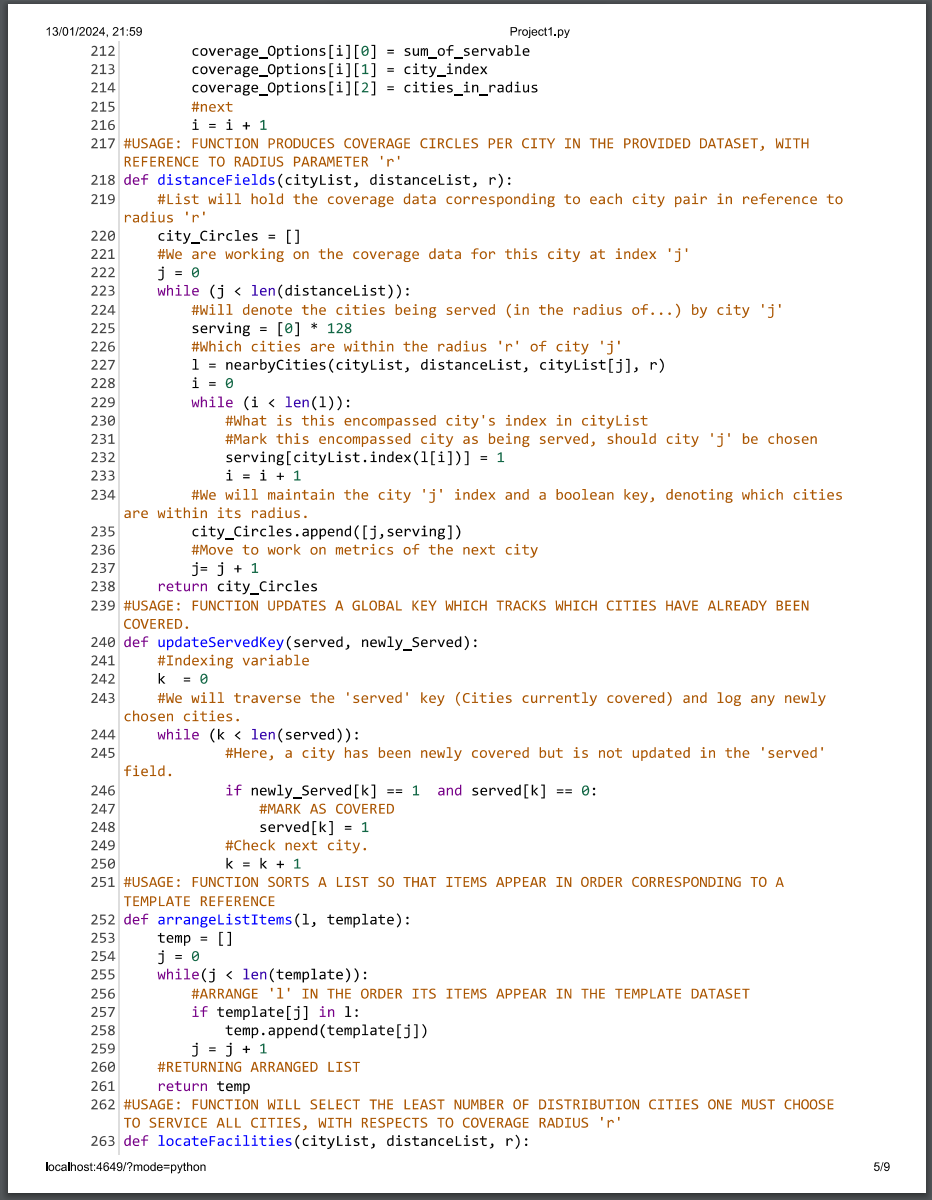 13/01/2024, 21:59 Project1.py
212 coverage_Options[i][0] = sum_of_servable
213 coverage_Options[i][1] = city_index
214 coverage_Options[i][2] = cities_in_radius
215 #next
216 i = i + 1
217 #USAGE: FUNCTION PRODUCES COVERAGE CIRCLES PER CITY IN THE PROVIDED DATASET, WITH
REFERENCE TO RADIUS PARAMETER 'r'
218 def distanceFields(cityList, distanceList, r):
219 #List will hold the coverage data corresponding to each city pair in reference to
radius 'r'
220 city_Circles = []
221 #We are working on the coverage data for this city at index 'j'
222 j = 0
223 while (j < len(distanceList)):
224 #Will denote the cities being served (in the radius of...) by city 'j'
225 serving = [0] * 128
226 #Which cities are within the radius 'r' of city 'j'
227 l = nearbyCities(cityList, distanceList, cityList[j], r)
228 i = 0
229 while (i < len(l)):
230 #What is this encompassed city's index in cityList
231 #Mark this encompassed city as being served, should city 'j' be chosen
232 serving[cityList.index(l[i])] = 1
233 i = i + 1
234 #We will maintain the city 'j' index and a boolean key, denoting which cities
are within its radius.
235 city_Circles.append([j,serving])
236 #Move to work on metrics of the next city
237 j= j + 1
238 return city_Circles
239 #USAGE: FUNCTION UPDATES A GLOBAL KEY WHICH TRACKS WHICH CITIES HAVE ALREADY BEEN
COVERED.
240 def updateServedKey(served, newly_Served):
241 #Indexing variable
242 k  = 0
243 #We will traverse the 'served' key (Cities currently covered) and log any newly
chosen cities.
244 while (k < len(served)):
245 #Here, a city has been newly covered but is not updated in the 'served'
field.
246 if newly_Served[k] == 1  and served[k] == 0:
247 #MARK AS COVERED
248 served[k] = 1
249 #Check next city.
250 k = k + 1
251 #USAGE: FUNCTION SORTS A LIST SO THAT ITEMS APPEAR IN ORDER CORRESPONDING TO A
TEMPLATE REFERENCE
252 def arrangeListItems(l, template):
253 temp = []
254 j = 0
255 while(j < len(template)):
256 #ARRANGE 'l' IN THE ORDER ITS ITEMS APPEAR IN THE TEMPLATE DATASET
257 if template[j] in l:
258 temp.append(template[j])
259 j = j + 1
260 #RETURNING ARRANGED LIST
261 return temp
262 #USAGE: FUNCTION WILL SELECT THE LEAST NUMBER OF DISTRIBUTION CITIES ONE MUST CHOOSE
TO SERVICE ALL CITIES, WITH RESPECTS TO COVERAGE RADIUS 'r'
263 def locateFacilities(cityList, distanceList, r):
localhost:4649/?mode=python 5/9